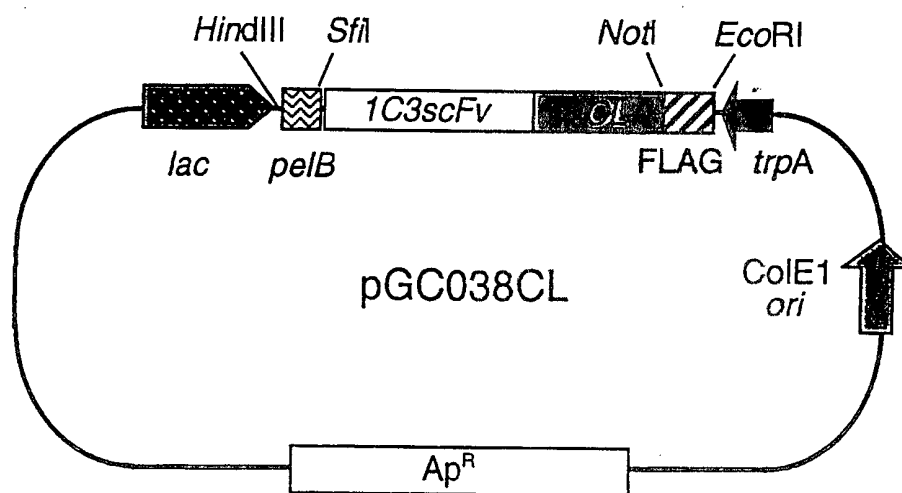 HindIII SfiI NotI EcoRI
1C3scFv CL
lac pelB FLAG trpA
pGC038CL
ColE1
ori
Ap^R